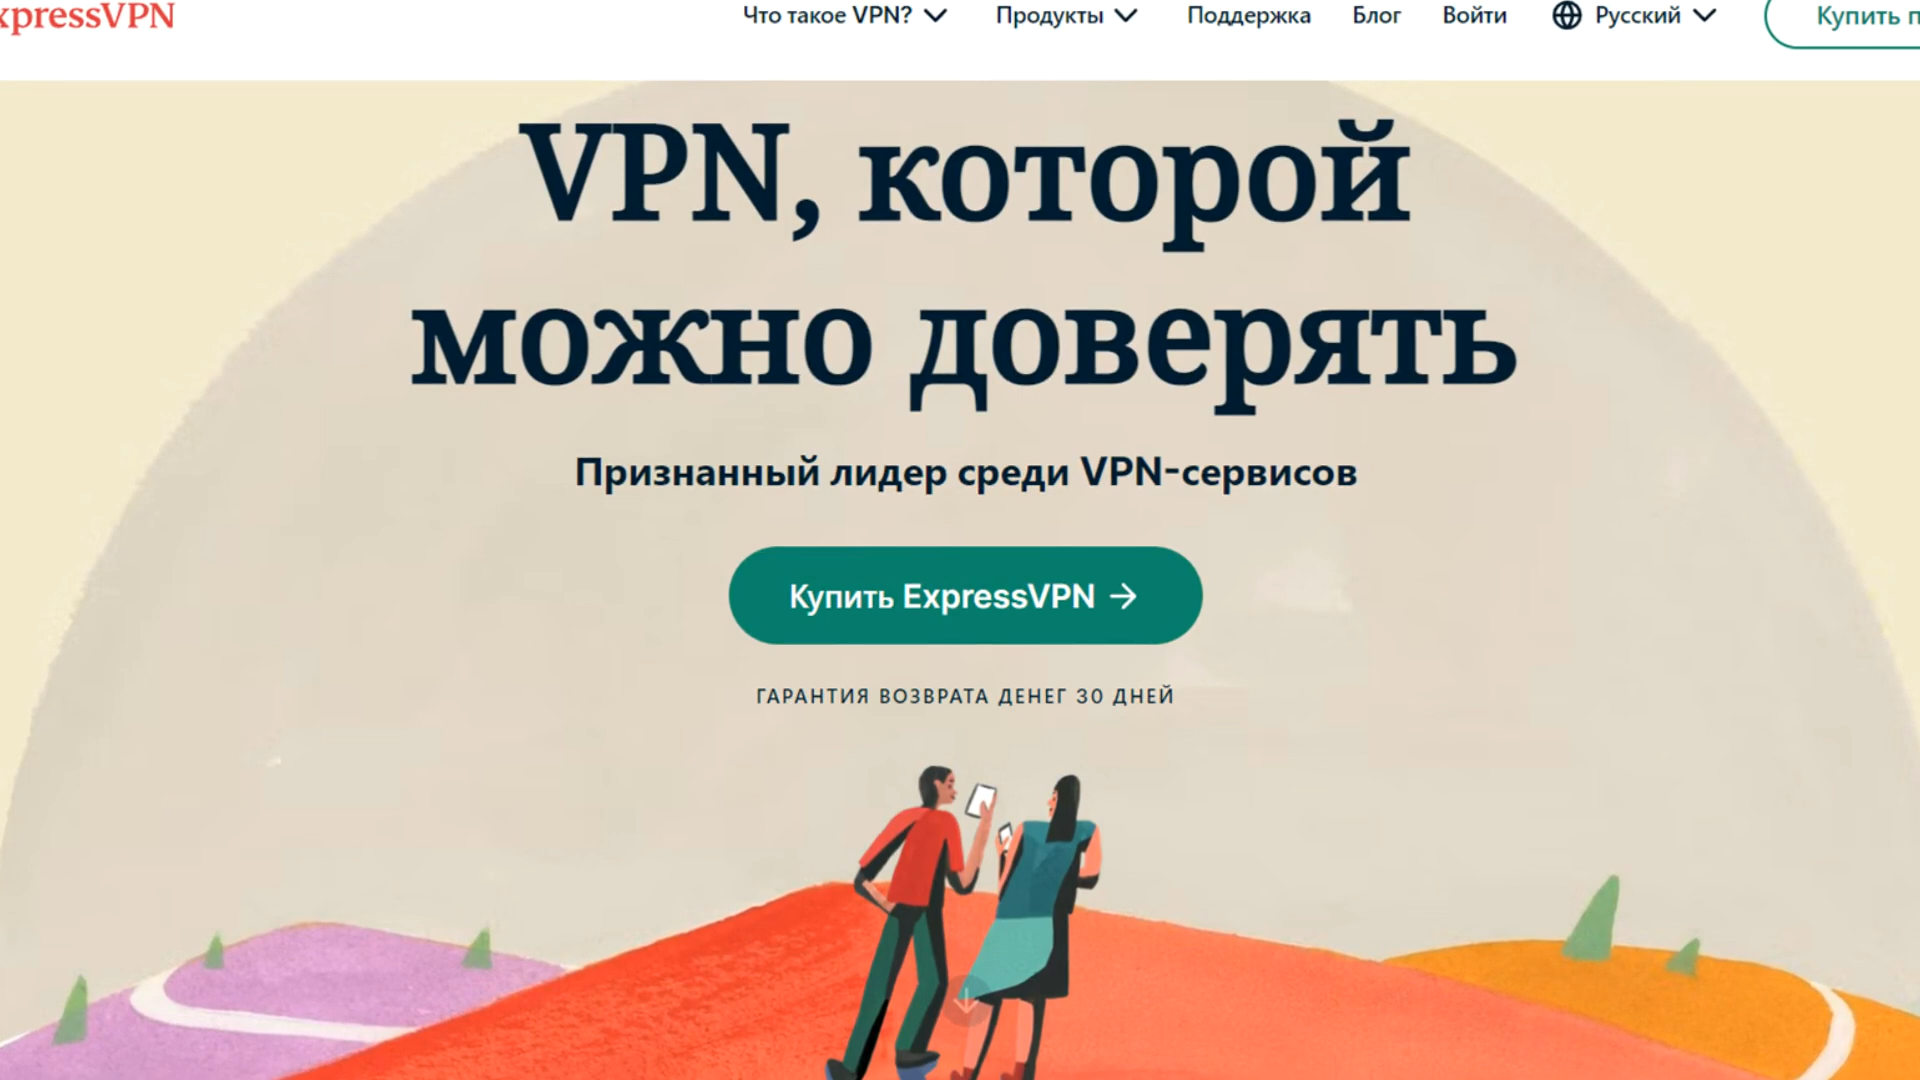 xpressVPN
Что такое VPN? Продукты Поддержка Блог Войти Русский Купить
VPN, которой
можно доверять
Признанный лидер среди VPN-сервисов
Купить ExpressVPN →
ГАРАНТИЯ ВОЗВРАТА ДЕНЕГ 30 ДНЕЙ